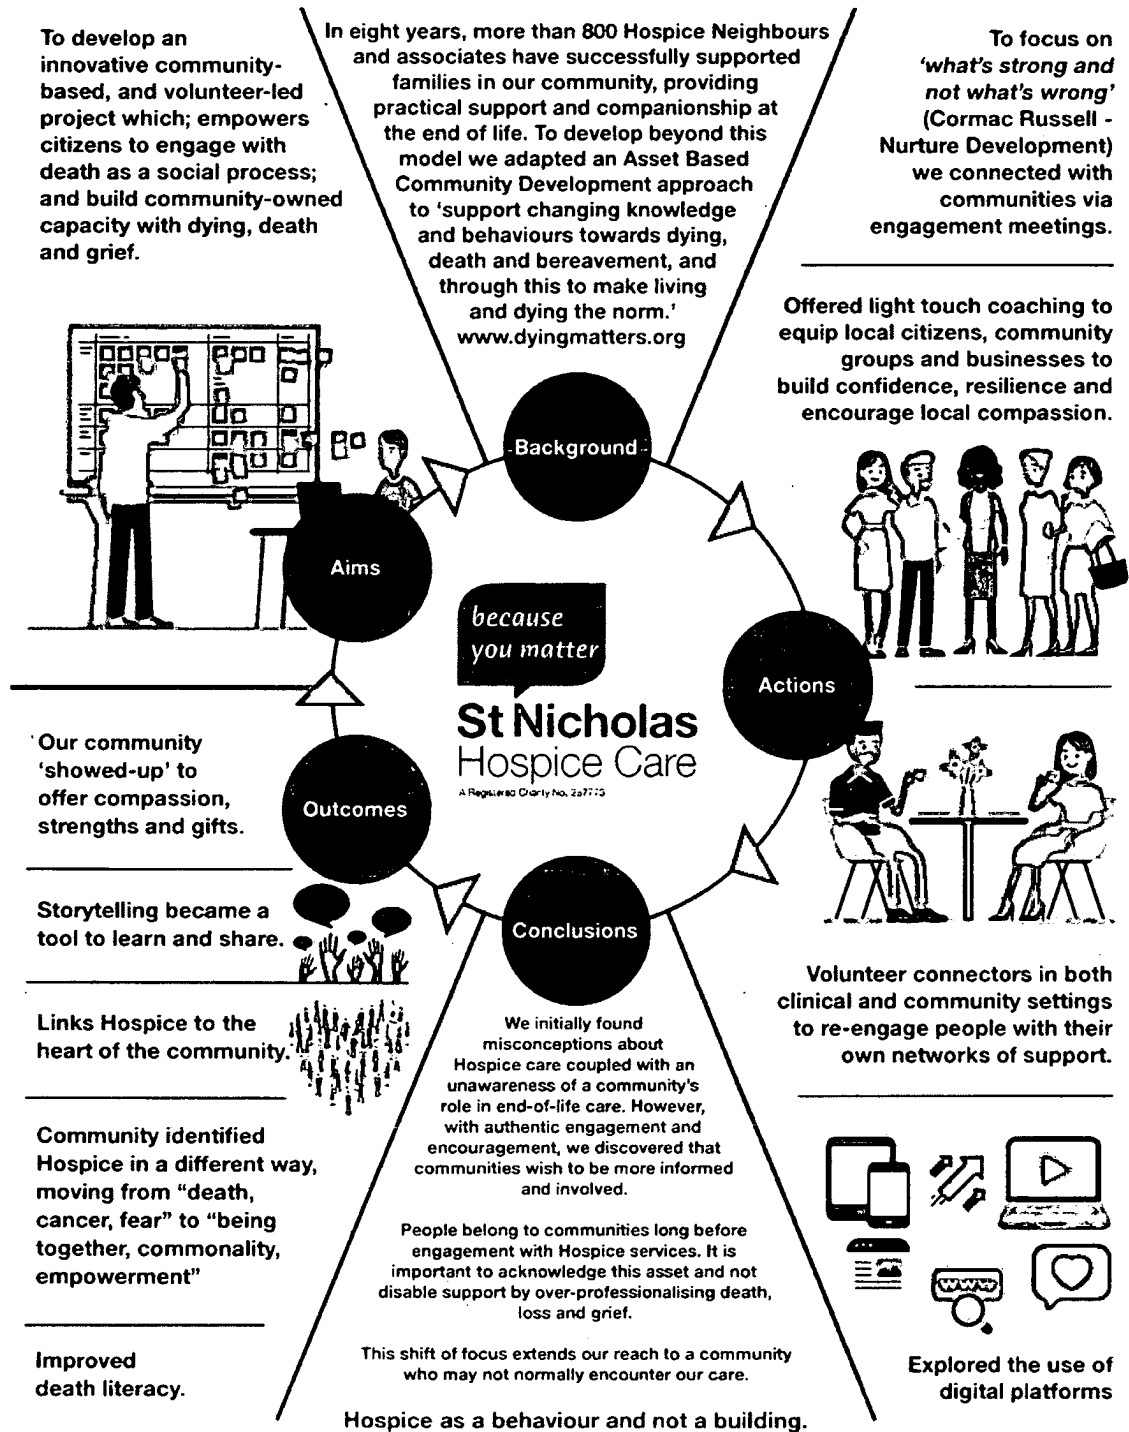 To develop an
innovative community-
based, and volunteer-led
project which; empowers
citizens to engage with
death as a social process;
and build community-owned
capacity with dying, death
and grief.
In eight years, more than 800 Hospice Neighbours
and associates have successfully supported
families in our community, providing
practical support and companionship at
the end of life. To develop beyond this
model we adapted an Asset Based
Community Development approach
to 'support changing knowledge
and behaviours towards dying,
death and bereavement, and
through this to make living
and dying the norm.'
www.dyingmatters.org
To focus on
'what's strong and
not what's wrong'
(Cormac Russell -
Nurture Development)
we connected with
communities via
engagement meetings.
Offered light touch coaching to
equip local citizens, community
groups and businesses to
build confidence, resilience and
encourage local compassion.
Background
Aims
because
you matter
St Nicholas
Hospice Care
A Registered Charity No.
Actions
Outcomes
Conclusions
Our community
'showed-up' to
offer compassion,
strengths and gifts.
Storytelling became a
tool to learn and share.
Links Hospice to the
heart of the community.
Community identified
Hospice in a different way,
moving from "death,
cancer, fear" to "being
together, commonality,
empowerment"
Improved
death literacy.
We initially found
misconceptions about
Hospice care coupled with an
unawareness of a community's
role in end-of-life care. However,
with authentic engagement and
encouragement, we discovered that
communities wish to be more informed
and involved.
People belong to communities long before
engagement with Hospice services. It is
important to acknowledge this asset and not
disable support by over-professionalising death,
loss and grief.
This shift of focus extends our reach to a community
who may not normally encounter our care.
Hospice as a behaviour and not a building.
Volunteer connectors in both
clinical and community settings
to re-engage people with their
own networks of support.
www
Explored the use of
digital platforms